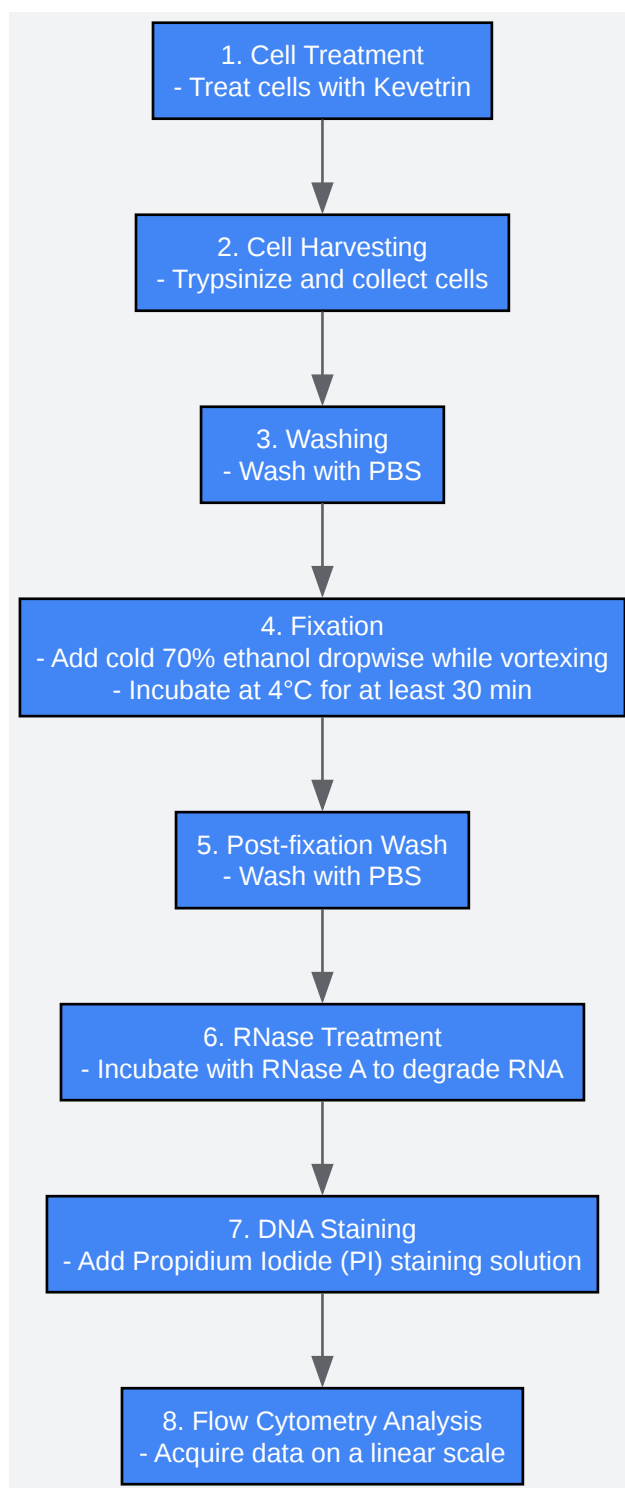 1. Cell Treatment
- Treat cells with Kevetrin
2. Cell Harvesting
- Trypsinize and collect cells
3. Washing
- Wash with PBS
4. Fixation
- Add cold 70% ethanol dropwise while vortexing
- Incubate at 4°C for at least 30 min
5. Post-fixation Wash
- Wash with PBS
6. RNase Treatment
- Incubate with RNase A to degrade RNA
7. DNA Staining
- Add Propidium Iodide (PI) staining solution
8. Flow Cytometry Analysis
- Acquire data on a linear scale